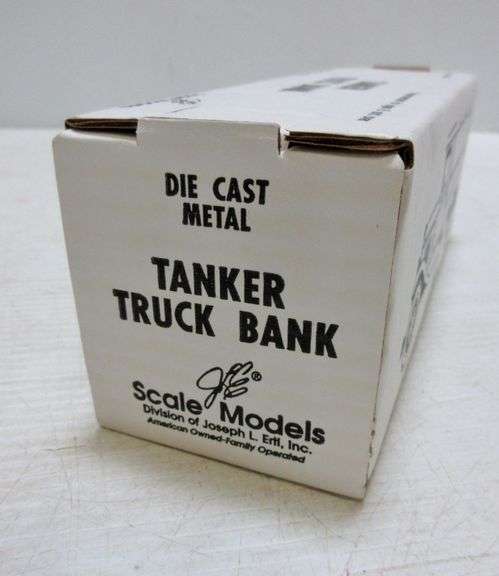 DIE CAST
METAL
TANKER
TRUCK BANK
JLE®
Scale Models
Division of Joseph L. Ertl, Inc.
American Owned-Family Operated